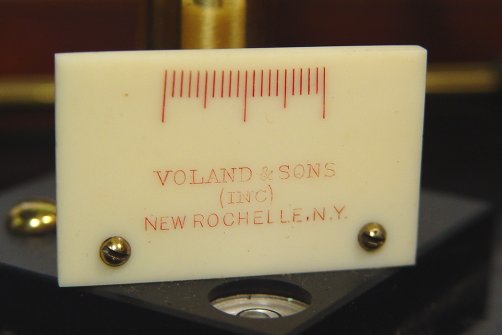 VOLAND & SONS
(INC)
NEW ROCHELLE, N.Y.